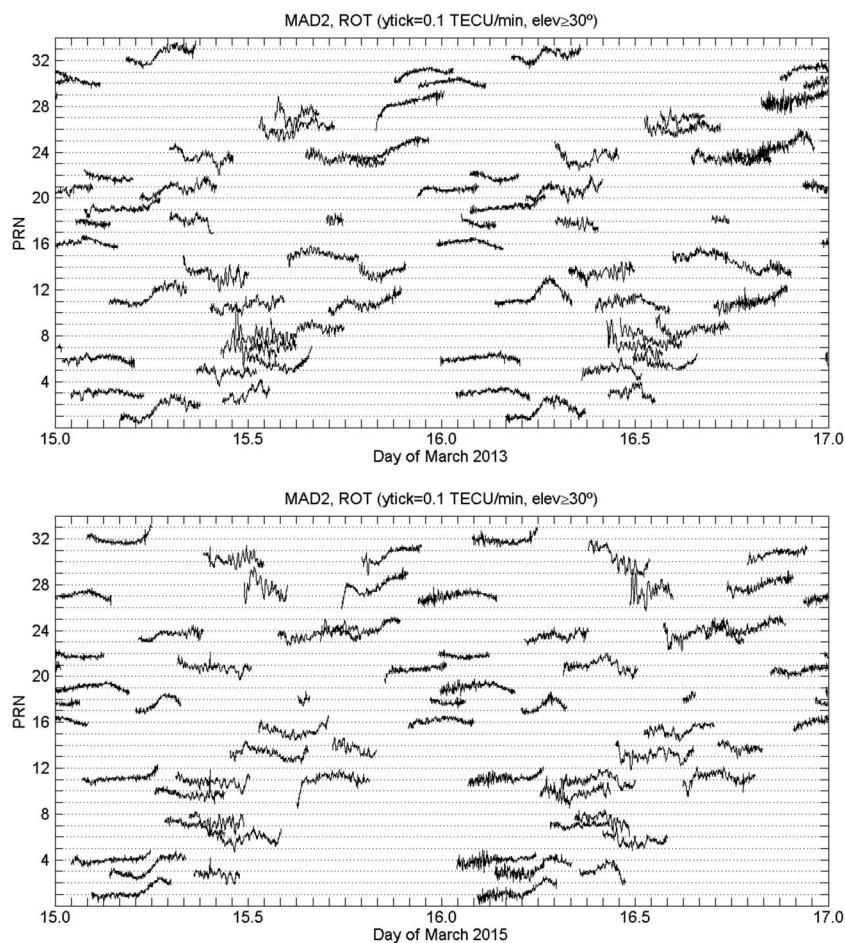 MAD2, ROT (ytick=0.1 TECU/min, elev≥30º)
32
28
24
20
16
12
8
4
PRN
15.0 15.5 16.0 16.5 17.0
Day of March 2013
MAD2, ROT (ytick=0.1 TECU/min, elev≥30º)
32
28
24
20
16
12
8
4
PRN
15.0 15.5 16.0 16.5 17.0
Day of March 2015